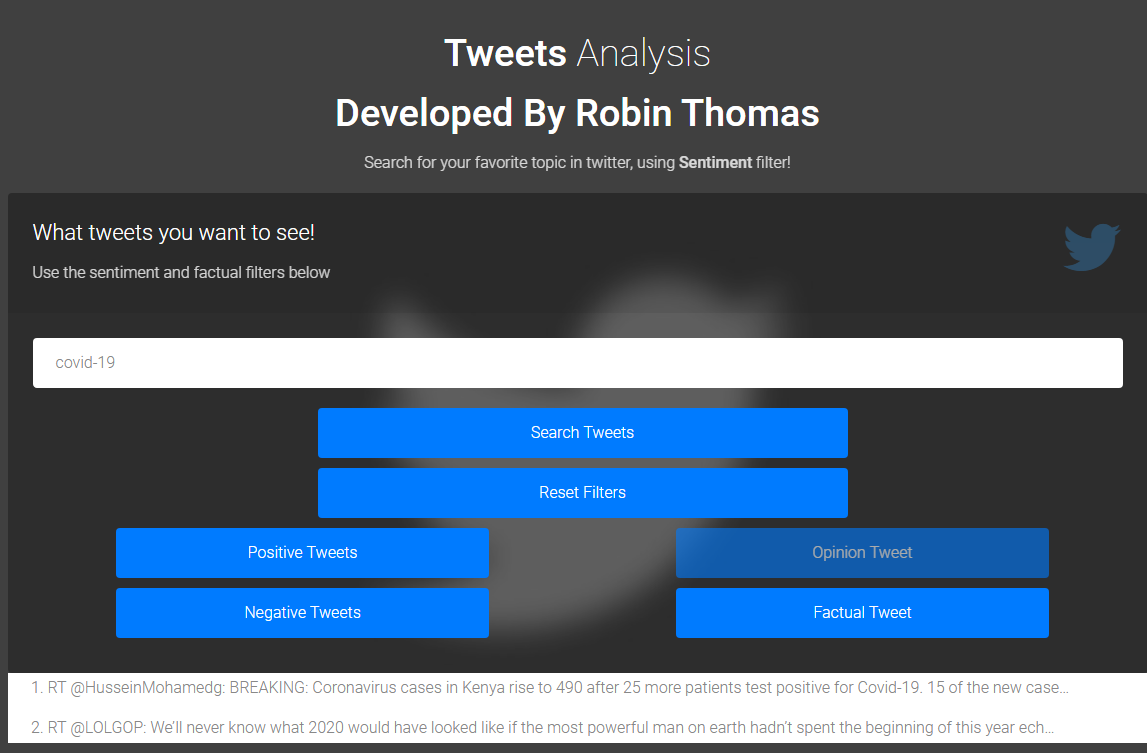 Tweets Analysis
Developed By Robin Thomas
Search for your favorite topic in twitter, using Sentiment filter!
What tweets you want to see!
Use the sentiment and factual filters below
covid-19
Search Tweets
Reset Filters
Positive Tweets
Opinion Tweet
Negative Tweets
Factual Tweet
1. RT @HusseinMohamedg: BREAKING: Coronavirus cases in Kenya rise to 490 after 25 more patients test positive for Covid-19. 15 of the new case...
2. RT @LOLGOP: We’ll never know what 2020 would have looked like if the most powerful man on earth hadn’t spent the beginning of this year ech...